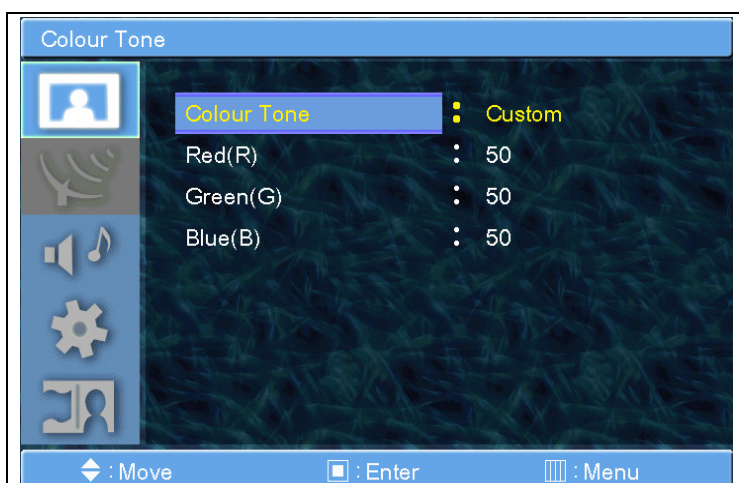 Colour Tone
Colour Tone : Custom
Red(R) : 50
Green(G) : 50
Blue(B) : 50
: Move : Enter : Menu